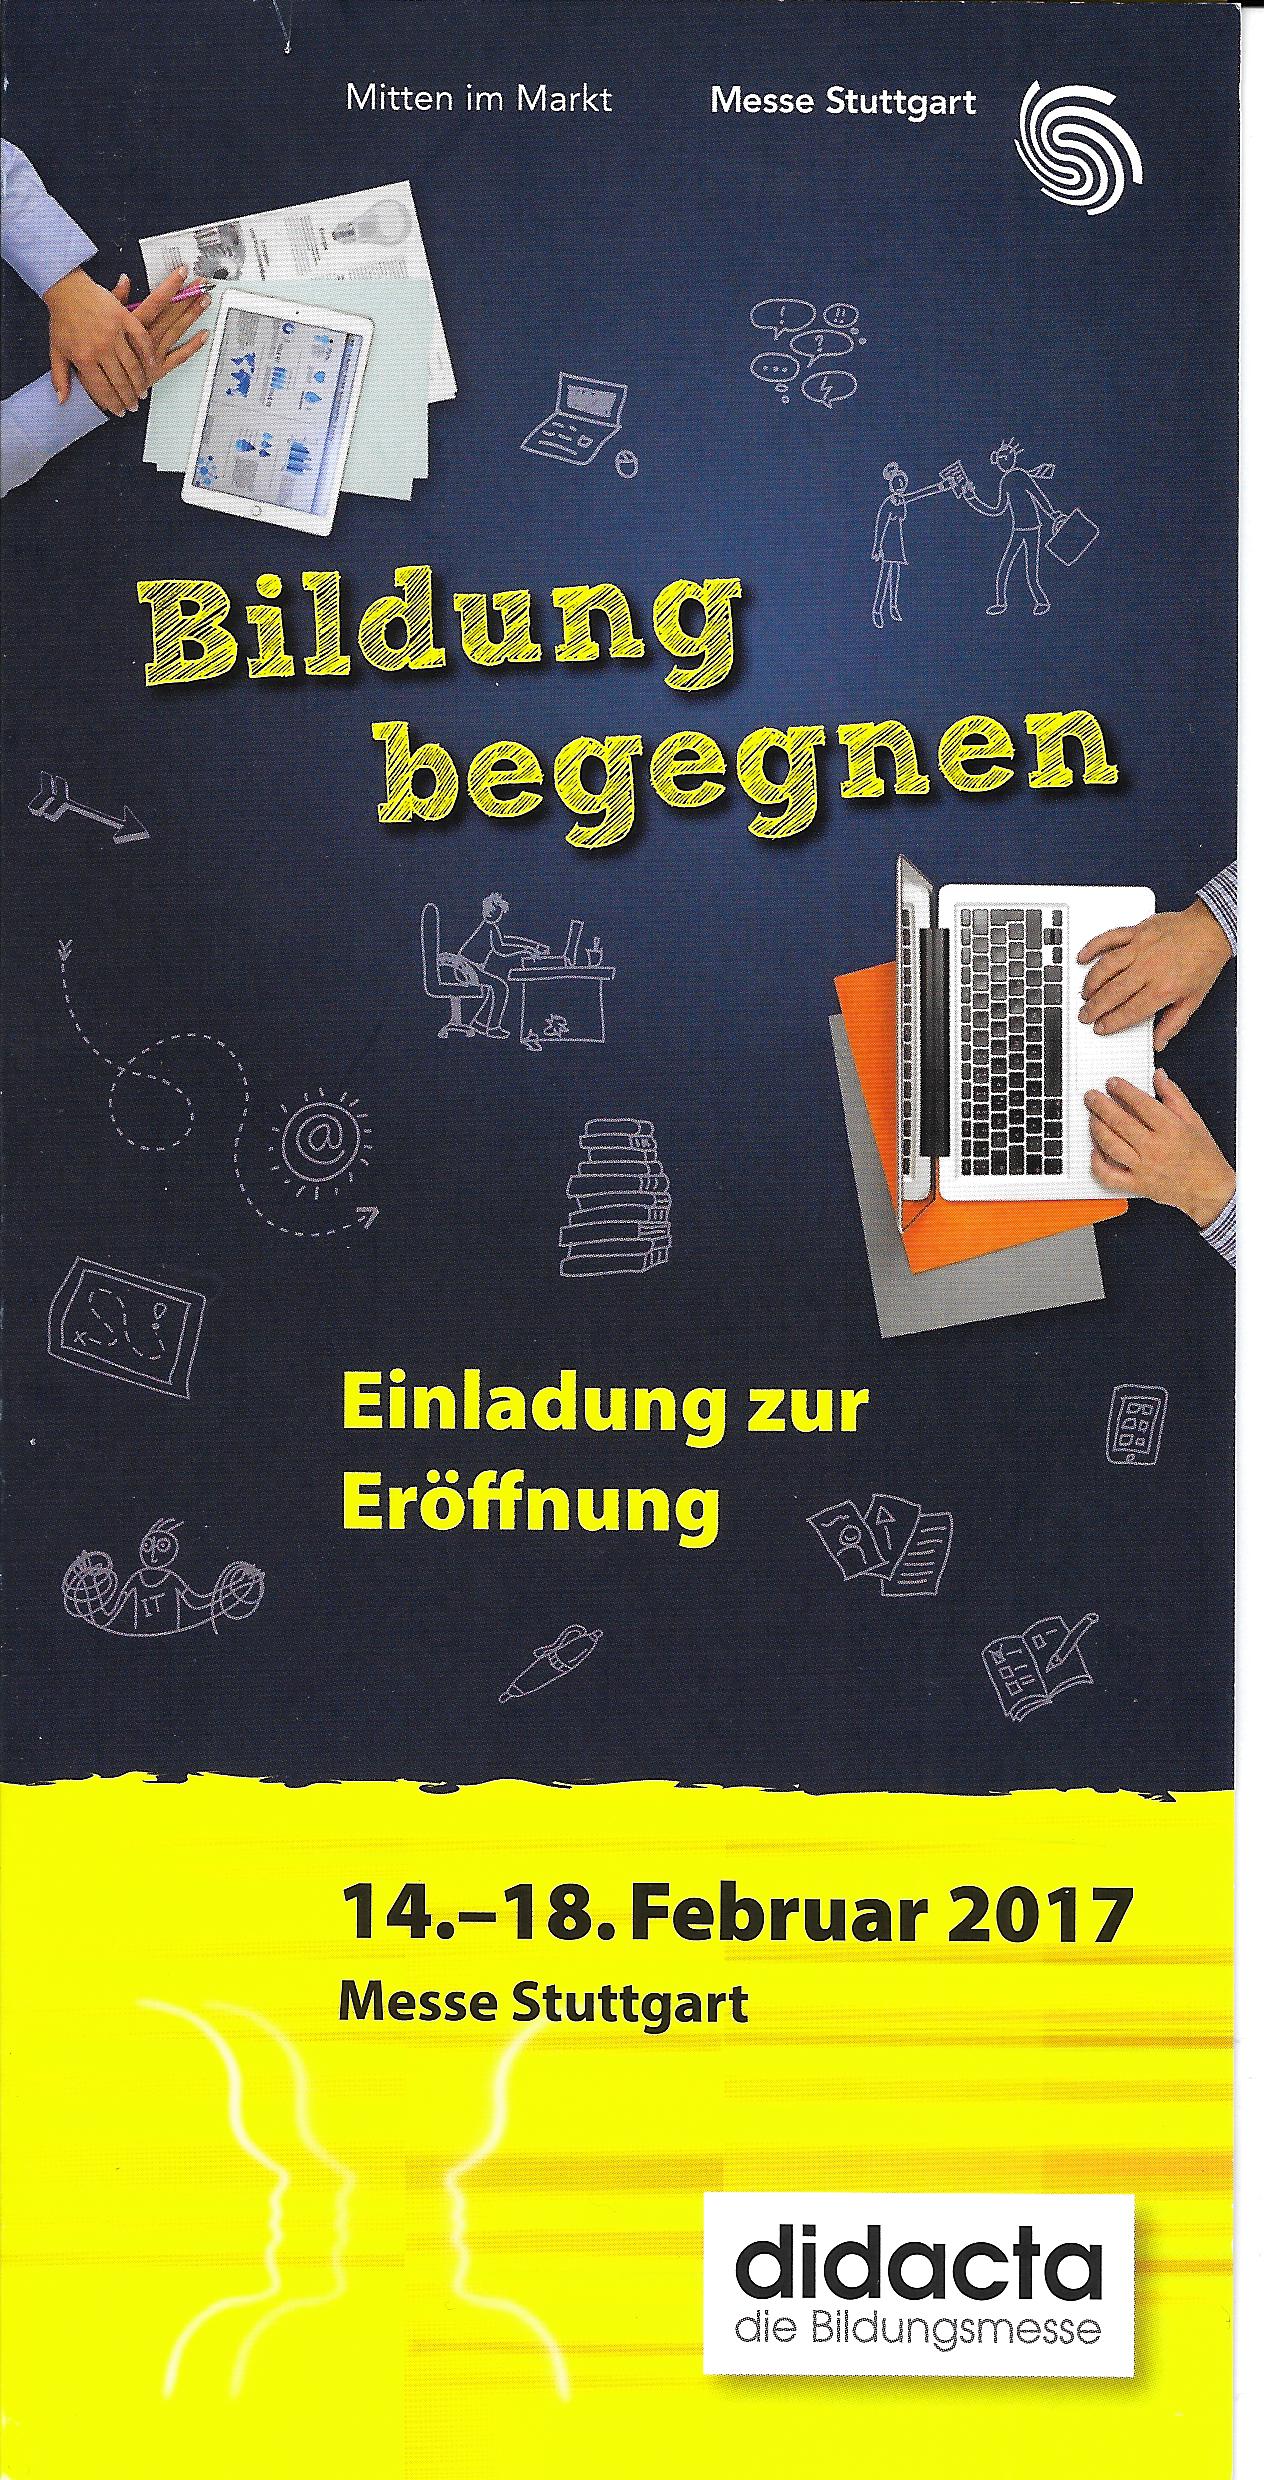 Mitten im Markt
Messe Stuttgart
Bildung
begegnen
@
Einladung zur
Eröffnung
IT
14.–18. Februar 2017
Messe Stuttgart
didacta
die Bildungsmesse